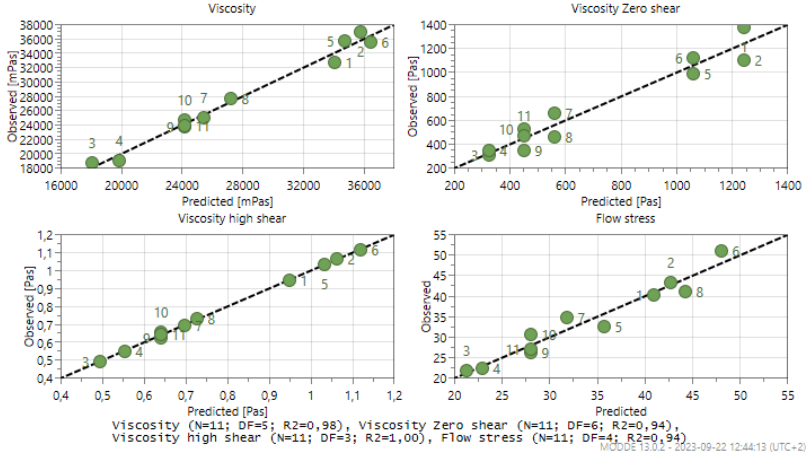 Viscosity
Observed [mPas]
38000
36000
34000
32000
30000
28000
26000
24000
22000
20000
18000
16000 20000 24000 28000 32000 36000
Predicted [mPas]
3 4 9 10 11 7 8 5 1 2 6
Viscosity Zero shear
Observed [Pas]
1400
1200
1000
800
600
400
200
200 400 600 800 1000 1200 1400
Predicted [Pas]
3 4 11 10 9 7 8 6 5 1 2
Viscosity high shear
Observed [Pas]
1,2
1,1
1
0,9
0,8
0,7
0,6
0,5
0,4
0,4 0,5 0,6 0,7 0,8 0,9 1 1,1 1,2
Predicted [Pas]
3 4 9 10 11 7 8 1 5 2 6
Flow stress
Observed
55
50
45
40
35
30
25
20
20 25 30 35 40 45 50 55
Predicted
3 4 11 10 9 7 5 1 2 8 6
Viscosity (N=11; DF=5; R2=0,98), Viscosity Zero shear (N=11; DF=6; R2=0,94),
Viscosity high shear (N=11; DF=3; R2=1,00), Flow stress (N=11; DF=4; R2=0,94)
MODDE 13.0.2 - 2023-09-22 12:44:13 (UTC+2)